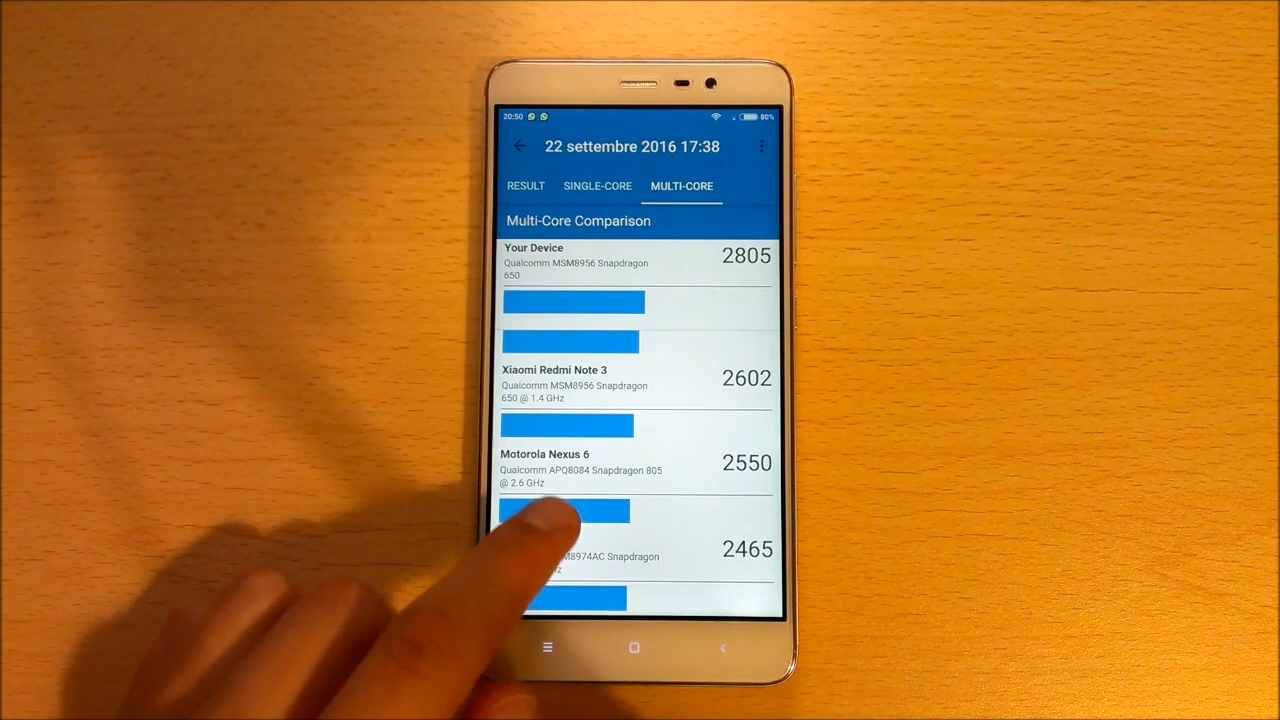 20:50
80%
22 settembre 2016 17:38
RESULT SINGLE-CORE MULTI-CORE
Multi-Core Comparison
Your Device
2805
Qualcomm MSM8956 Snapdragon
650
Xiaomi Redmi Note 3
2602
Qualcomm MSM8956 Snapdragon
650 @ 1.4 GHz
Motorola Nexus 6
2550
Qualcomm APQ8084 Snapdragon 805
@ 2.6 GHz
2465
M8974AC Snapdragon